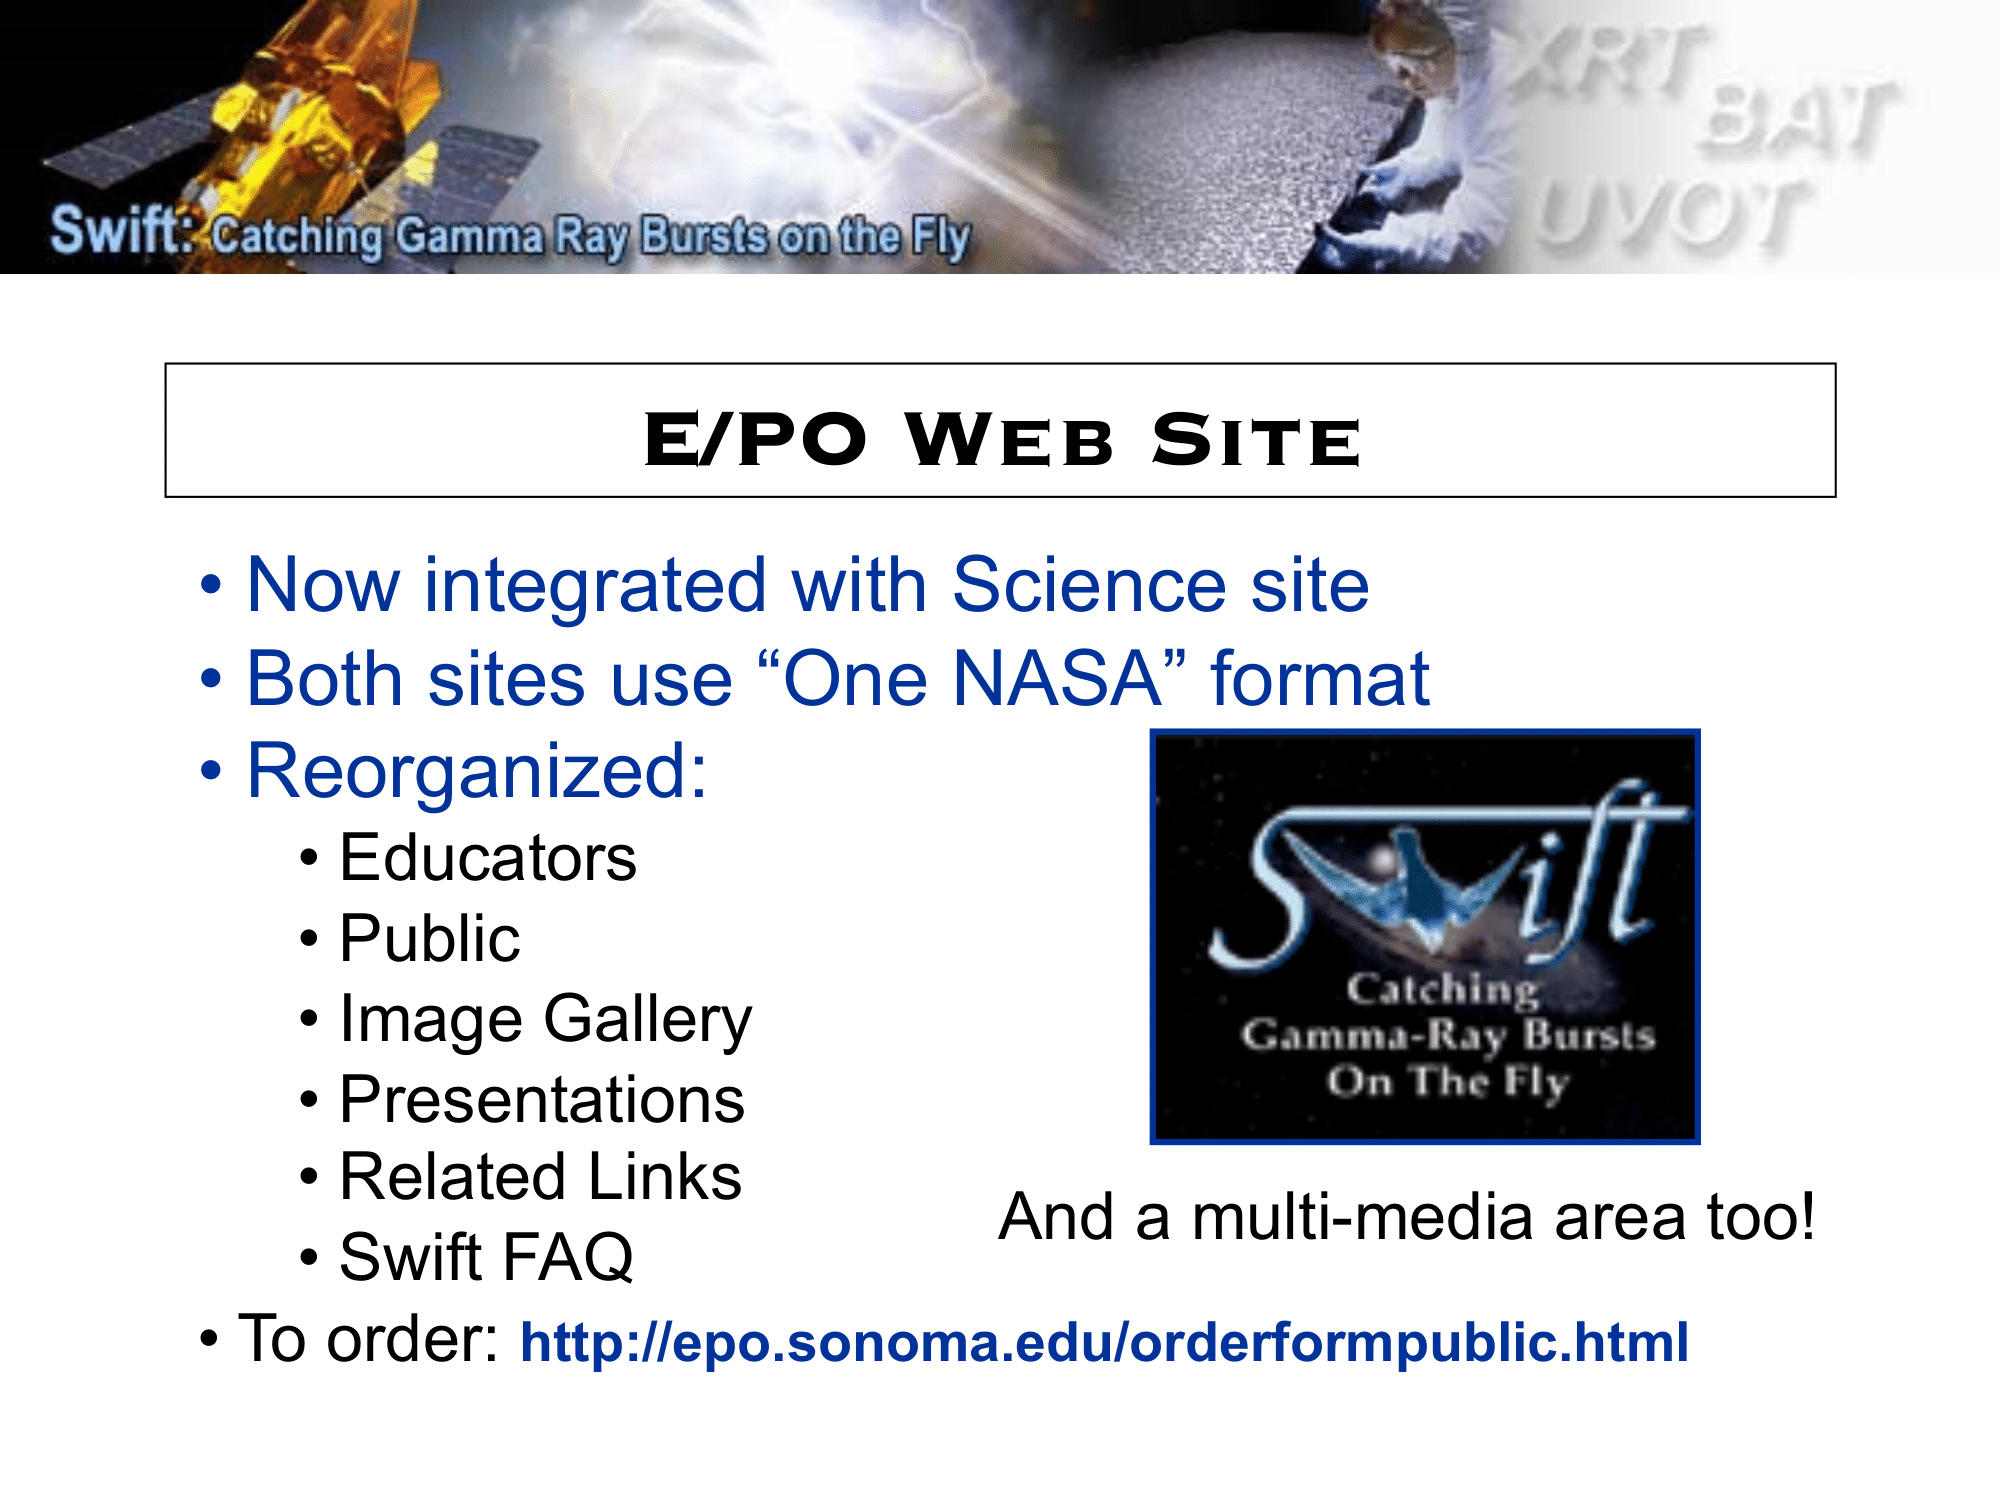 XRT
BAT
UVOT
Swift: Catching Gamma Ray Bursts on the Fly
E/PO Web Site
• Now integrated with Science site
• Both sites use “One NASA” format
• Reorganized:
• Educators
• Public
• Image Gallery
• Presentations
• Related Links
• Swift FAQ
Swift
Catching
Gamma-Ray Bursts
On The Fly
And a multi-media area too!
• To order: http://epo.sonoma.edu/orderformpublic.html